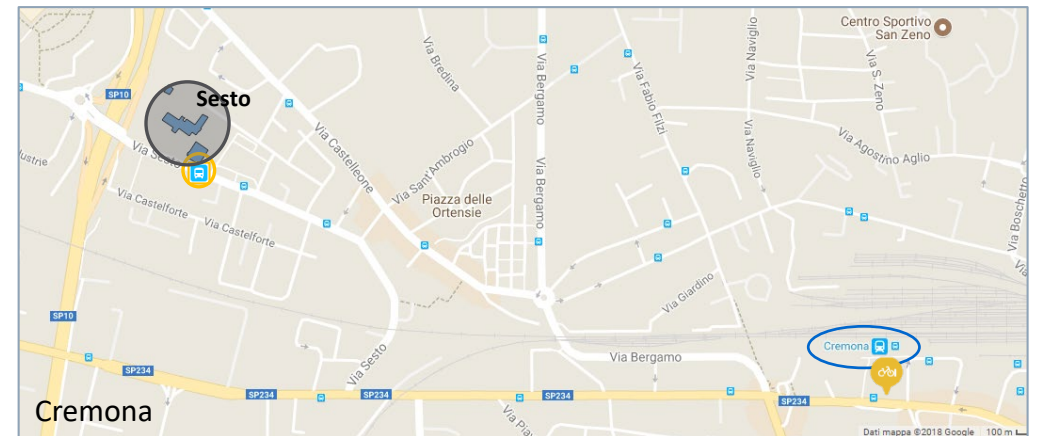 Centro Sportivo
San Zeno
Via Bredina
Via Bergamo
Via Naviglio
Via S. Zeno
Via Fabio Filzi
SP10
Sesto
Via Castelleone
Via Naviglio
Via Agostino Aglio
Via Sesto
dustrie
Via Sant'Ambrogio
Via Bergamo
Via Boschetto
Via Castelforte
Via Castelforte
Piazza delle
Ortensie
Via Giardino
SP10
Cremona
Via Bergamo
SP234
Via Sesto
SP234
SP234
SP234
Cremona
Dati mappa ©2018 Google
100 m